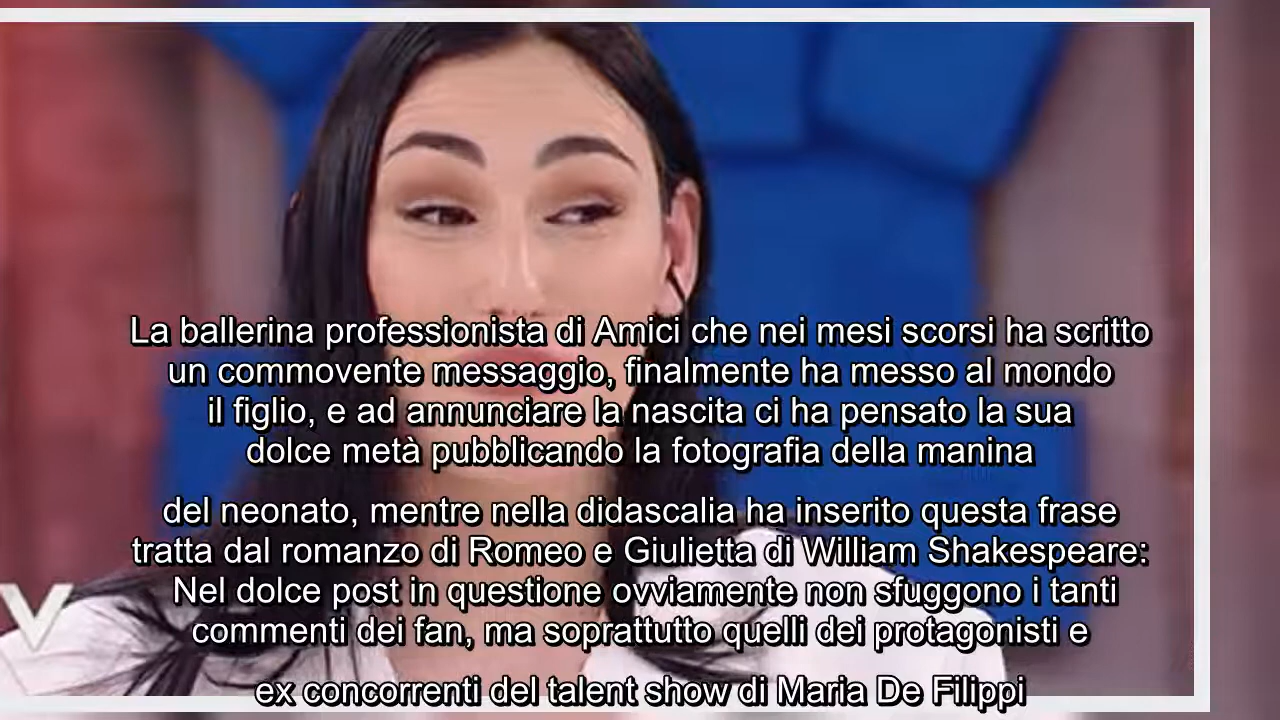 La ballerina professionista di Amici che nei mesi scorsi ha scritto
un commovente messaggio, finalmente ha messo al mondo
il figlio, e ad annunciare la nascita ci ha pensato la sua
dolce metà pubblicando la fotografia della manina
del neonato, mentre nella didascalia ha inserito questa frase
tratta dal romanzo di Romeo e Giulietta di William Shakespeare:
Nel dolce post in questione ovviamente non sfuggono i tanti
commenti dei fan, ma soprattutto quelli dei protagonisti e
ex concorrenti del talent show di Maria De Filippi
V